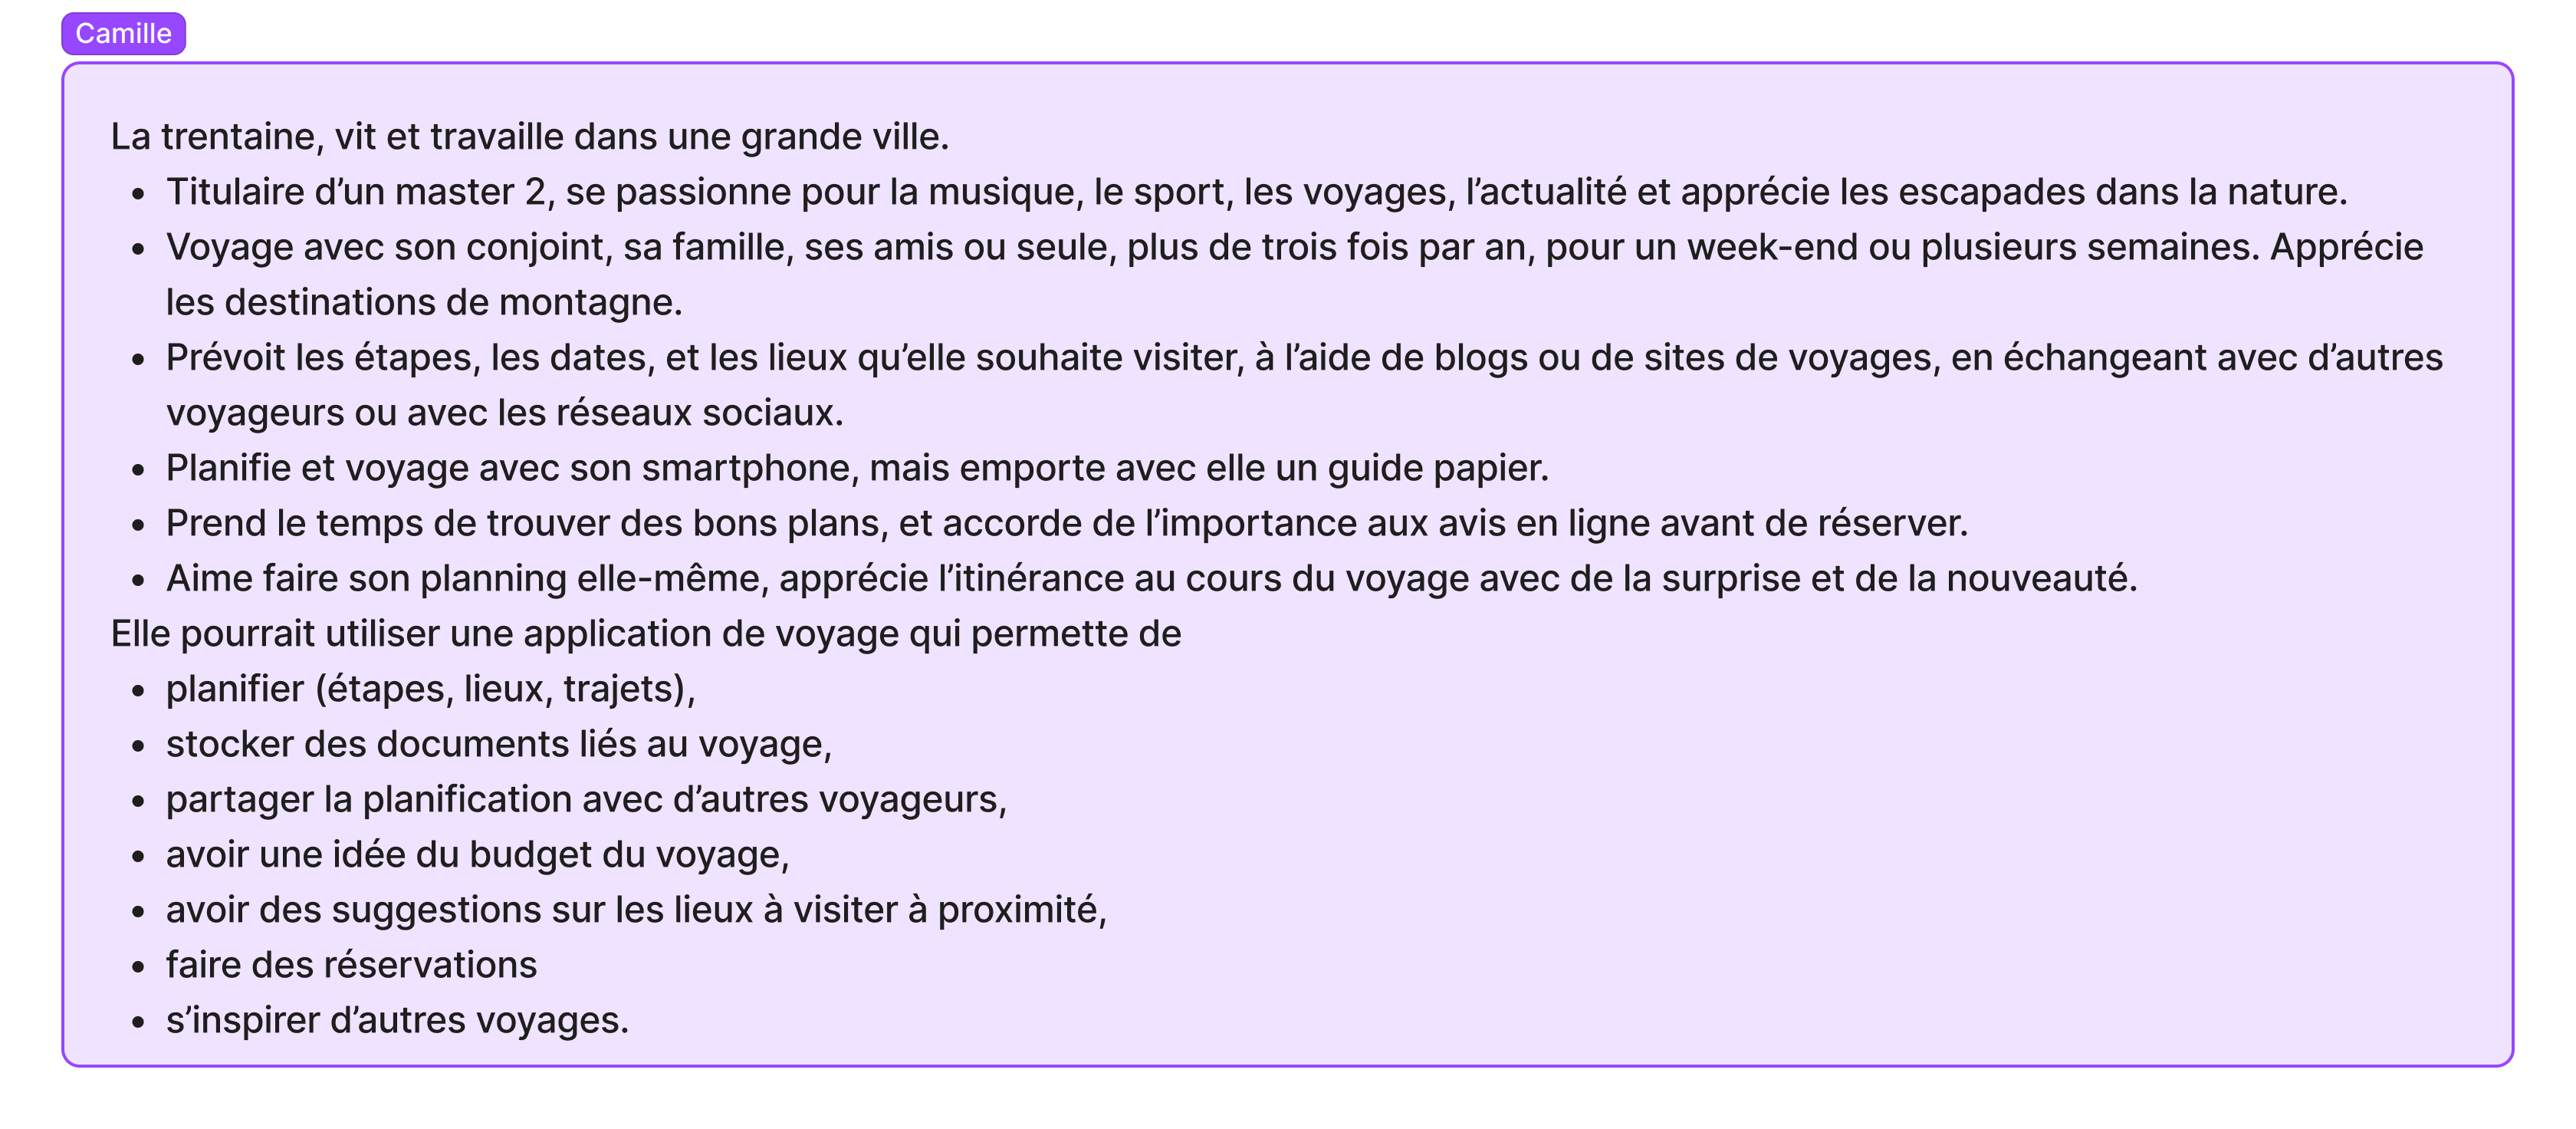 Camille
La trentaine, vit et travaille dans une grande ville.
• Titulaire d’un master 2, se passionne pour la musique, le sport, les voyages, l’actualité et apprécie les escapades dans la nature.
• Voyage avec son conjoint, sa famille, ses amis ou seule, plus de trois fois par an, pour un week-end ou plusieurs semaines. Apprécie
les destinations de montagne.
• Prévoit les étapes, les dates, et les lieux qu’elle souhaite visiter, à l’aide de blogs ou de sites de voyages, en échangeant avec d’autres
voyageurs ou avec les réseaux sociaux.
• Planifie et voyage avec son smartphone, mais emporte avec elle un guide papier.
• Prend le temps de trouver des bons plans, et accorde de l’importance aux avis en ligne avant de réserver.
• Aime faire son planning elle-même, apprécie l’itinérance au cours du voyage avec de la surprise et de la nouveauté.
Elle pourrait utiliser une application de voyage qui permette de
• planifier (étapes, lieux, trajets),
• stocker des documents liés au voyage,
• partager la planification avec d’autres voyageurs,
• avoir une idée du budget du voyage,
• avoir des suggestions sur les lieux à visiter à proximité,
• faire des réservations
• s’inspirer d’autres voyages.